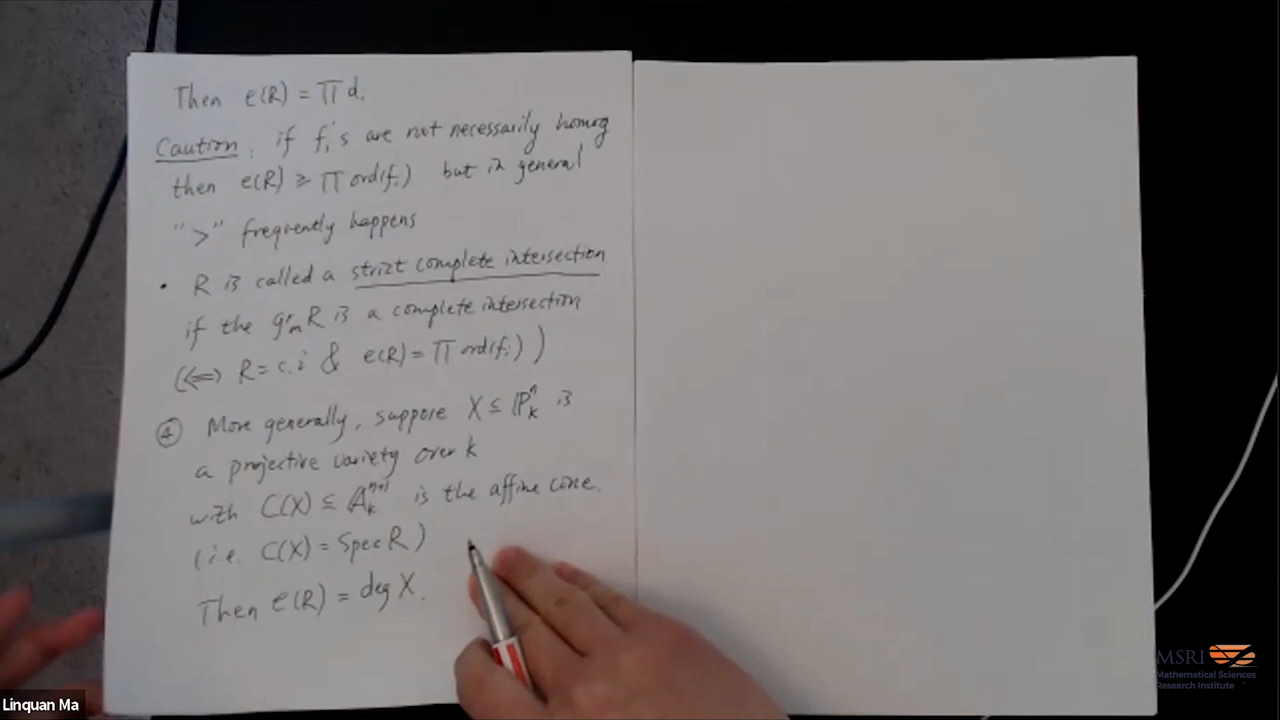 Then e(R) = ∏ dᵢ
Caution: if fᵢ's are not necessarily homog
then e(R) ≥ ∏ ord(fᵢ) but in general
">" frequently happens
• R is called a strict complete intersection
if the grₘR is a complete intersection
(⟺ R = c.i & e(R) = ∏ ord(fᵢ))
④ More generally, suppose X ⊆ ℙⁿₖ is
a projective variety over k
with C(X) ⊆ 𝔸ⁿ⁺¹ₖ is the affine cone.
(i.e. C(X) = Spec R)
Then e(R) = deg X.
Linquan Ma
MSRI
Mathematical Sciences
Research Institute